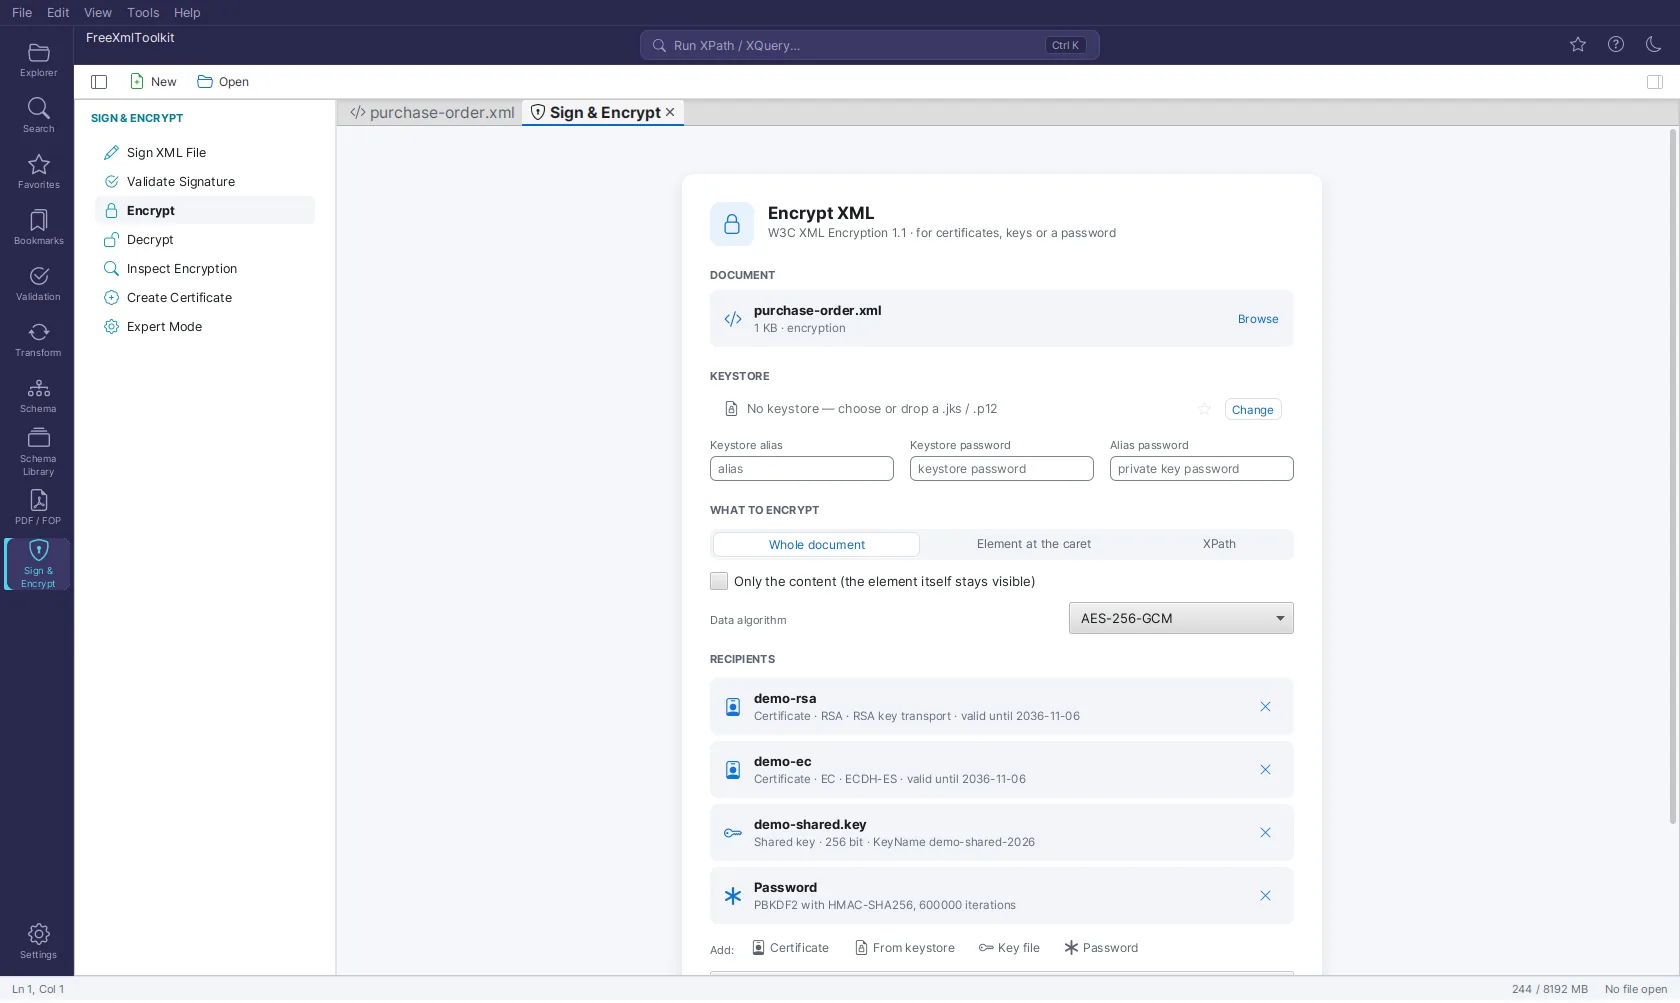 File Edit View Tools Help
FreeXmlToolkit
Run XPath / XQuery...
Ctrl K
New
Open
Explorer
Search
Favorites
Bookmarks
Validation
Transform
Schema
Schema
Library
PDF / FOP
Sign &
Encrypt
Settings
SIGN & ENCRYPT
Sign XML File
Validate Signature
Encrypt
Decrypt
Inspect Encryption
Create Certificate
Expert Mode
purchase-order.xml
Sign & Encrypt
Encrypt XML
W3C XML Encryption 1.1 · for certificates, keys or a password
DOCUMENT
purchase-order.xml
1 KB · encryption
Browse
KEYSTORE
No keystore — choose or drop a .jks / .p12
Change
Keystore alias
Keystore password
Alias password
alias
keystore password
private key password
WHAT TO ENCRYPT
Whole document
Element at the caret
XPath
Only the content (the element itself stays visible)
Data algorithm
AES-256-GCM
RECIPIENTS
demo-rsa
Certificate · RSA · RSA key transport · valid until 2036-11-06
demo-ec
Certificate · EC · ECDH-ES · valid until 2036-11-06
demo-shared.key
Shared key · 256 bit · KeyName demo-shared-2026
Password
PBKDF2 with HMAC-SHA256, 600000 iterations
Add:
Certificate
From keystore
Key file
Password
Ln 1, Col 1
244 / 8192 MB
No file open